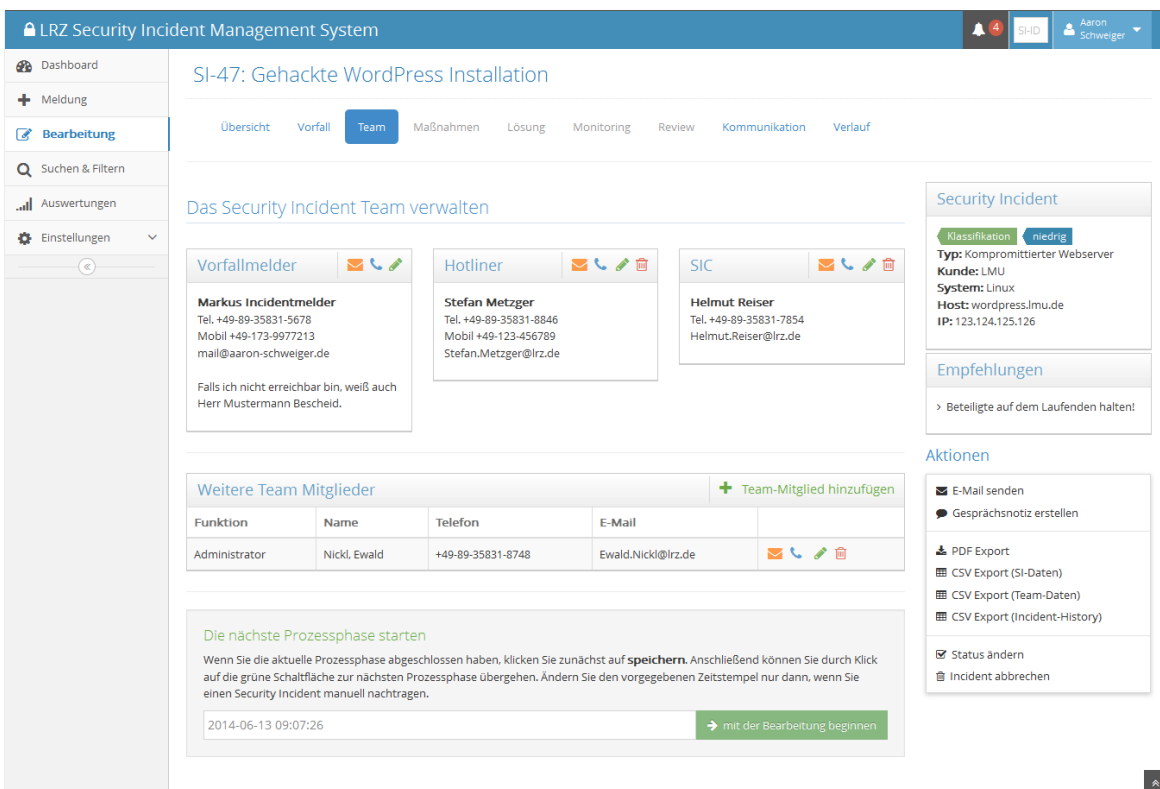 LRZ Security Incident Management System
4
SI-ID
Aaron
Schweiger
Dashboard
Meldung
Bearbeitung
Suchen & Filtern
Auswertungen
Einstellungen
SI-47: Gehackte WordPress Installation
Übersicht Vorfall Team Maßnahmen Lösung Monitoring Review Kommunikation Verlauf
Das Security Incident Team verwalten
Vorfallmelder
Markus Incidentmelder
Tel. +49-89-35831-5678
Mobil +49-173-9977213
mail@aaron-schweiger.de
Falls ich nicht erreichbar bin, weiß auch
Herr Mustermann Bescheid.
Hotliner
Stefan Metzger
Tel. +49-89-35831-8846
Mobil +49-123-456789
Stefan.Metzger@lrz.de
SIC
Helmut Reiser
Tel. +49-89-35831-7854
Helmut.Reiser@lrz.de
Weitere Team Mitglieder
Team-Mitglied hinzufügen
Funktion Name Telefon E-Mail
Administrator Nickl, Ewald +49-89-35831-8748 Ewald.Nickl@lrz.de
Die nächste Prozessphase starten
Wenn Sie die aktuelle Prozessphase abgeschlossen haben, klicken Sie zunächst auf speichern. Anschließend können Sie durch Klick
auf die grüne Schaltfläche zur nächsten Prozessphase übergehen. Ändern Sie den vorgegebenen Zeitstempel nur dann, wenn Sie
einen Security Incident manuell nachtragen.
2014-06-13 09:07:26
mit der Bearbeitung beginnen
Security Incident
Klassifikation niedrig
Typ: Kompromittierter Webserver
Kunde: LMU
System: Linux
Host: wordpress.lmu.de
IP: 123.124.125.126
Empfehlungen
Beteiligte auf dem Laufenden halten!
Aktionen
E-Mail senden
Gesprächsnotiz erstellen
PDF Export
CSV Export (SI-Daten)
CSV Export (Team-Daten)
CSV Export (Incident-History)
Status ändern
Incident abbrechen